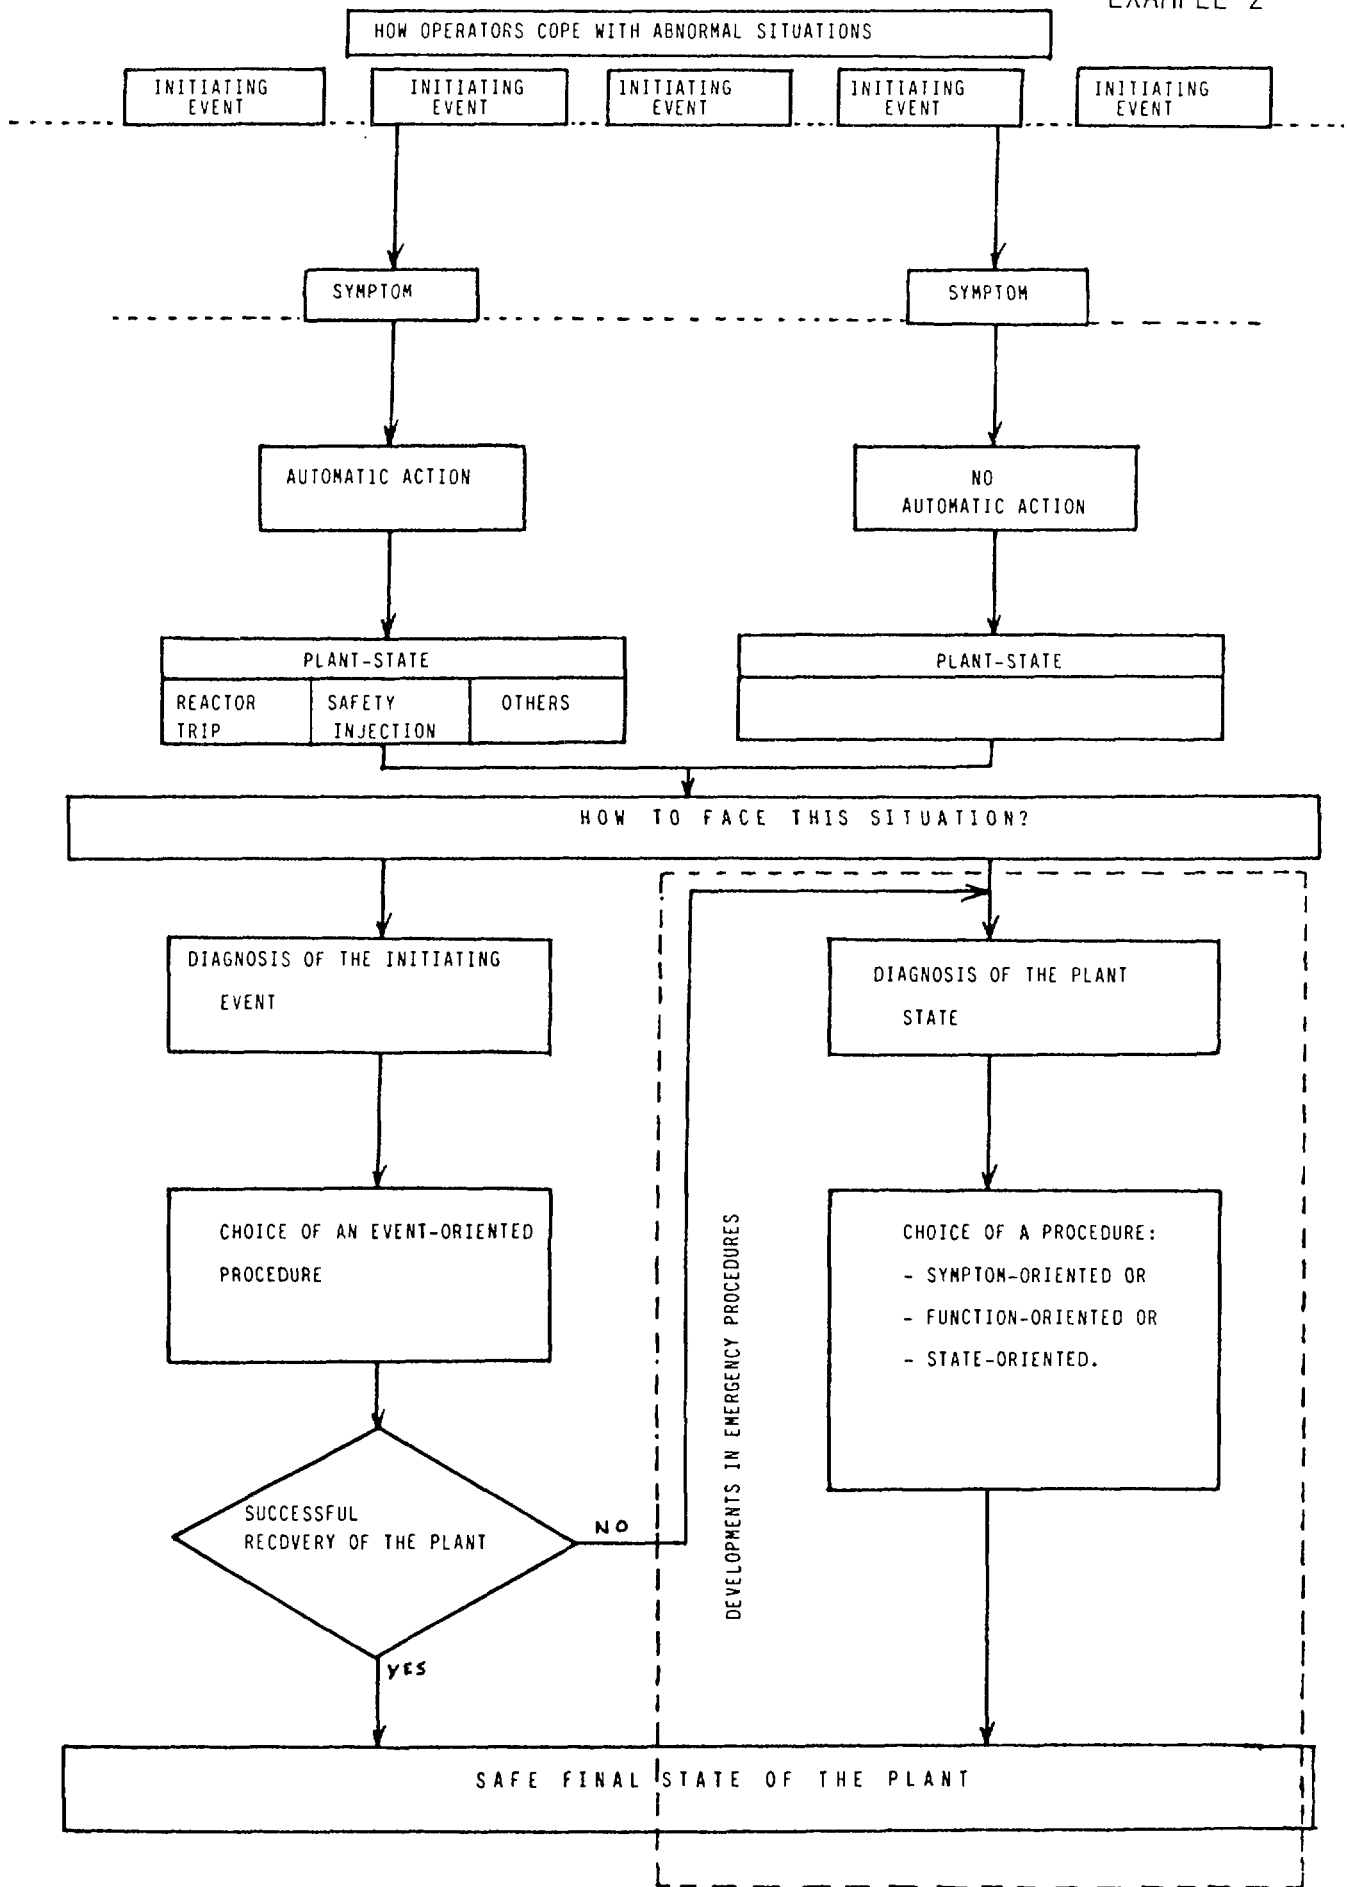 EXAMPLE 2
HOW OPERATORS COPE WITH ABNORMAL SITUATIONS
INITIATING
EVENT
INITIATING
EVENT
INITIATING
EVENT
INITIATING
EVENT
INITIATING
EVENT
SYMPTOM
SYMPTOM
AUTOMATIC ACTION
NO
AUTOMATIC ACTION
PLANT-STATE
REACTOR
TRIP
SAFETY
INJECTION
OTHERS
PLANT-STATE
HOW TO FACE THIS SITUATION?
DIAGNOSIS OF THE INITIATING
EVENT
DIAGNOSIS OF THE PLANT
STATE
CHOICE OF AN EVENT-ORIENTED
PROCEDURE
DEVELOPMENTS IN EMERGENCY PROCEDURES
CHOICE OF A PROCEDURE:
- SYMPTOM-ORIENTED OR
- FUNCTION-ORIENTED OR
- STATE-ORIENTED.
SUCCESSFUL
RECOVERY OF THE PLANT
NO
YES
SAFE FINAL STATE OF THE PLANT